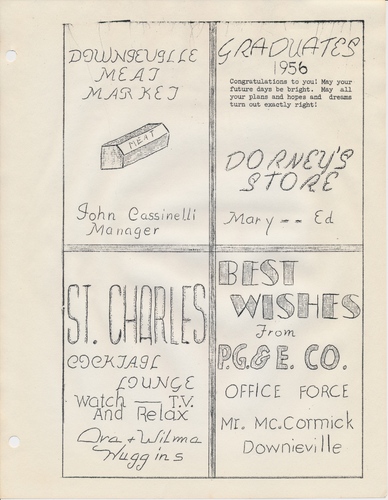 DOWNIEVILLE
MEAT
MARKET
MEAT
John Cassinelli
Manager
GRADUATES
1956
Congratulations to you! May your
future days be bright. May all
your plans and hopes and dreams
turn out exactly right!
DORNEY'S
STORE
Mary -- Ed
ST. CHARLES
COCKTAIL
LOUNGE
Watch — T.V.
And Relax
Ora & Wilma
Huggins
BEST
WISHES
From
P.G.& E. CO.
OFFICE FORCE
Mr. Mc.Cormick
Downieville